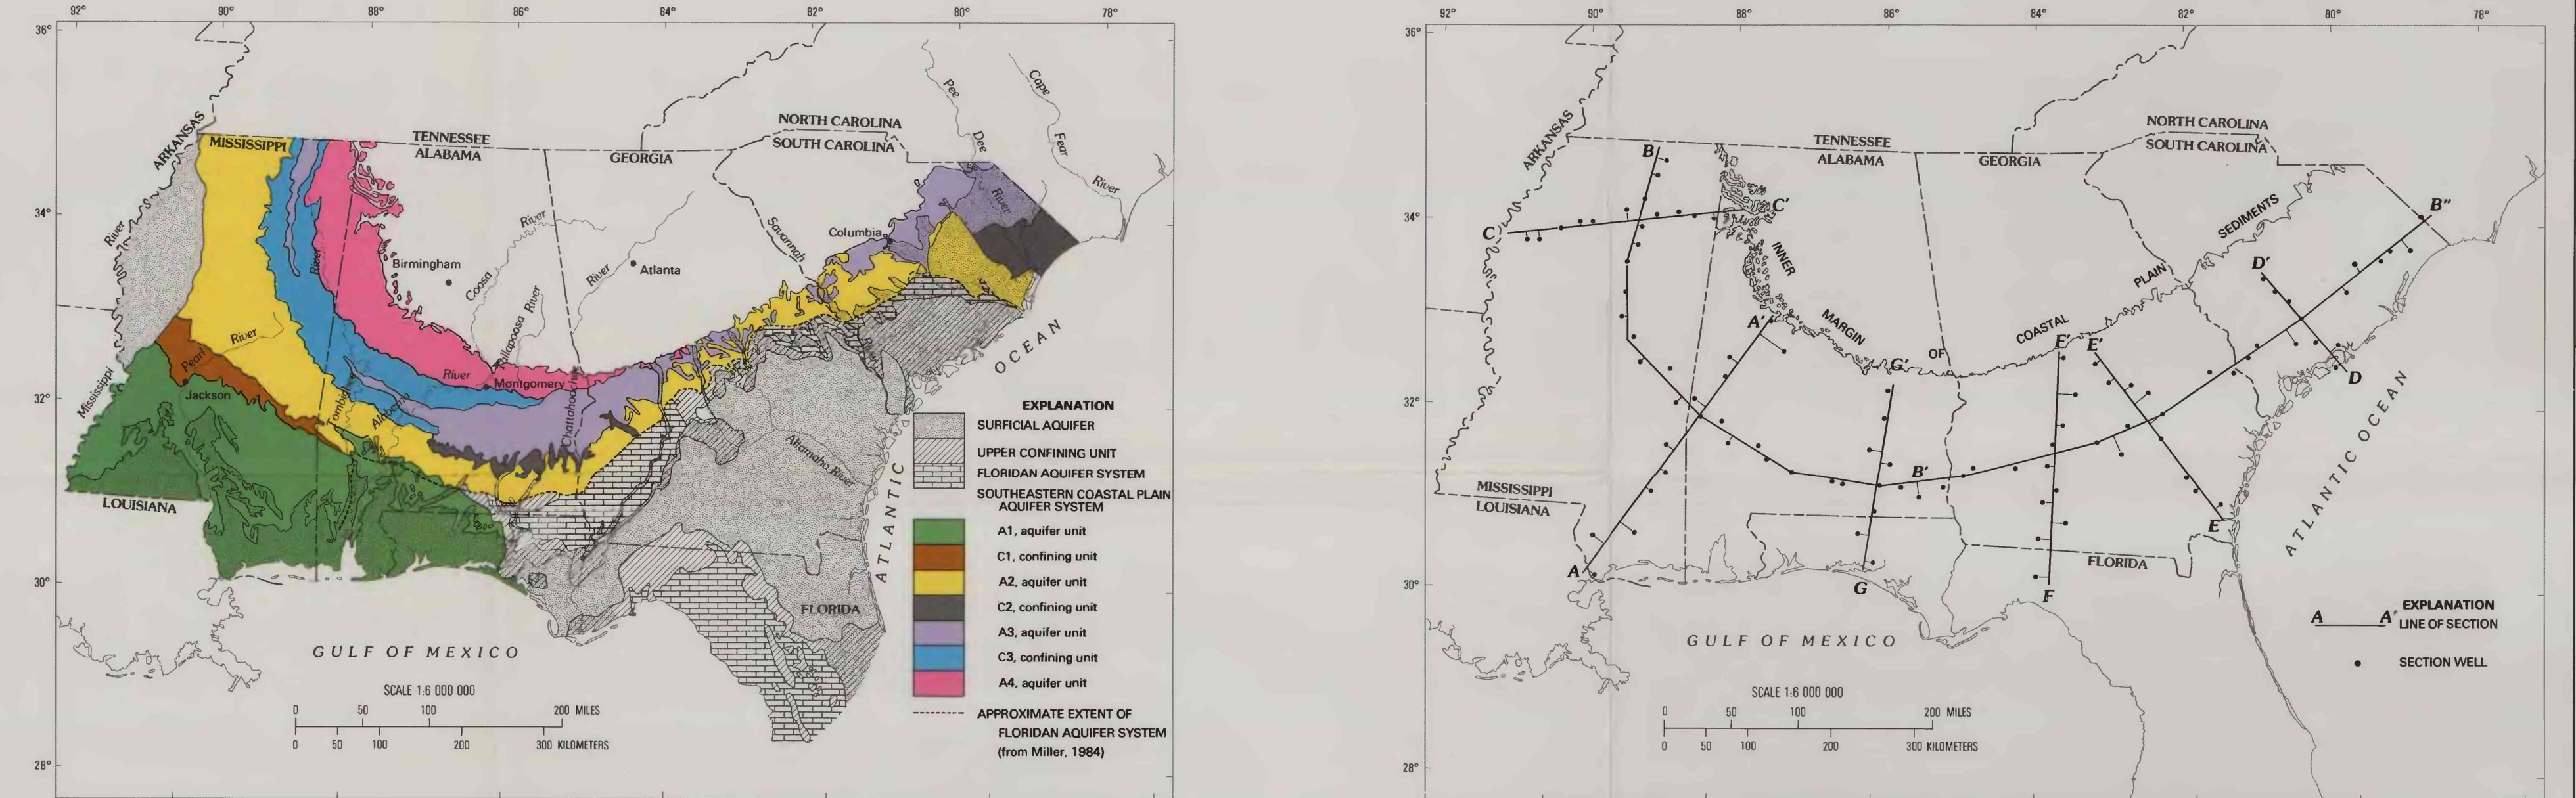 92° 90° 88° 86° 84° 82° 80° 78°
36°
34°
32°
30°
28°
ARKANSAS
MISSISSIPPI
TENNESSEE
ALABAMA
GEORGIA
NORTH CAROLINA
SOUTH CAROLINA
Pee
Dee
River
Cape
Fear
River
River
Mississippi
River
Birmingham
Coosa
River
Tallapoosa
River
River
Atlanta
Savannah
River
Columbia
Pearl
River
Jackson
Tombigbee
Alabama
River
Montgomery
Chattahoochee
Altamaha River
LOUISIANA
FLORIDA
ATLANTIC
OCEAN
GULF OF MEXICO
SCALE 1:6 000 000
0 50 100 200 MILES
0 50 100 200 300 KILOMETERS
EXPLANATION
SURFICIAL AQUIFER
UPPER CONFINING UNIT
FLORIDAN AQUIFER SYSTEM
SOUTHEASTERN COASTAL PLAIN
AQUIFER SYSTEM
A1, aquifer unit
C1, confining unit
A2, aquifer unit
C2, confining unit
A3, aquifer unit
C3, confining unit
A4, aquifer unit
APPROXIMATE EXTENT OF
FLORIDAN AQUIFER SYSTEM
(from Miller, 1984)
92° 90° 88° 86° 84° 82° 80° 78°
36°
34°
32°
30°
28°
ARKANSAS
TENNESSEE
ALABAMA
GEORGIA
NORTH CAROLINA
SOUTH CAROLINA
B
C
C'
B"
D'
INNER
MARGIN
OF
COASTAL
PLAIN
SEDIMENTS
A'
G'
F'
E'
D
B'
E
MISSISSIPPI
LOUISIANA
A
G
F
FLORIDA
ATLANTIC OCEAN
GULF OF MEXICO
SCALE 1:6 000 000
0 50 100 200 MILES
0 50 100 200 300 KILOMETERS
EXPLANATION
A A' LINE OF SECTION
SECTION WELL